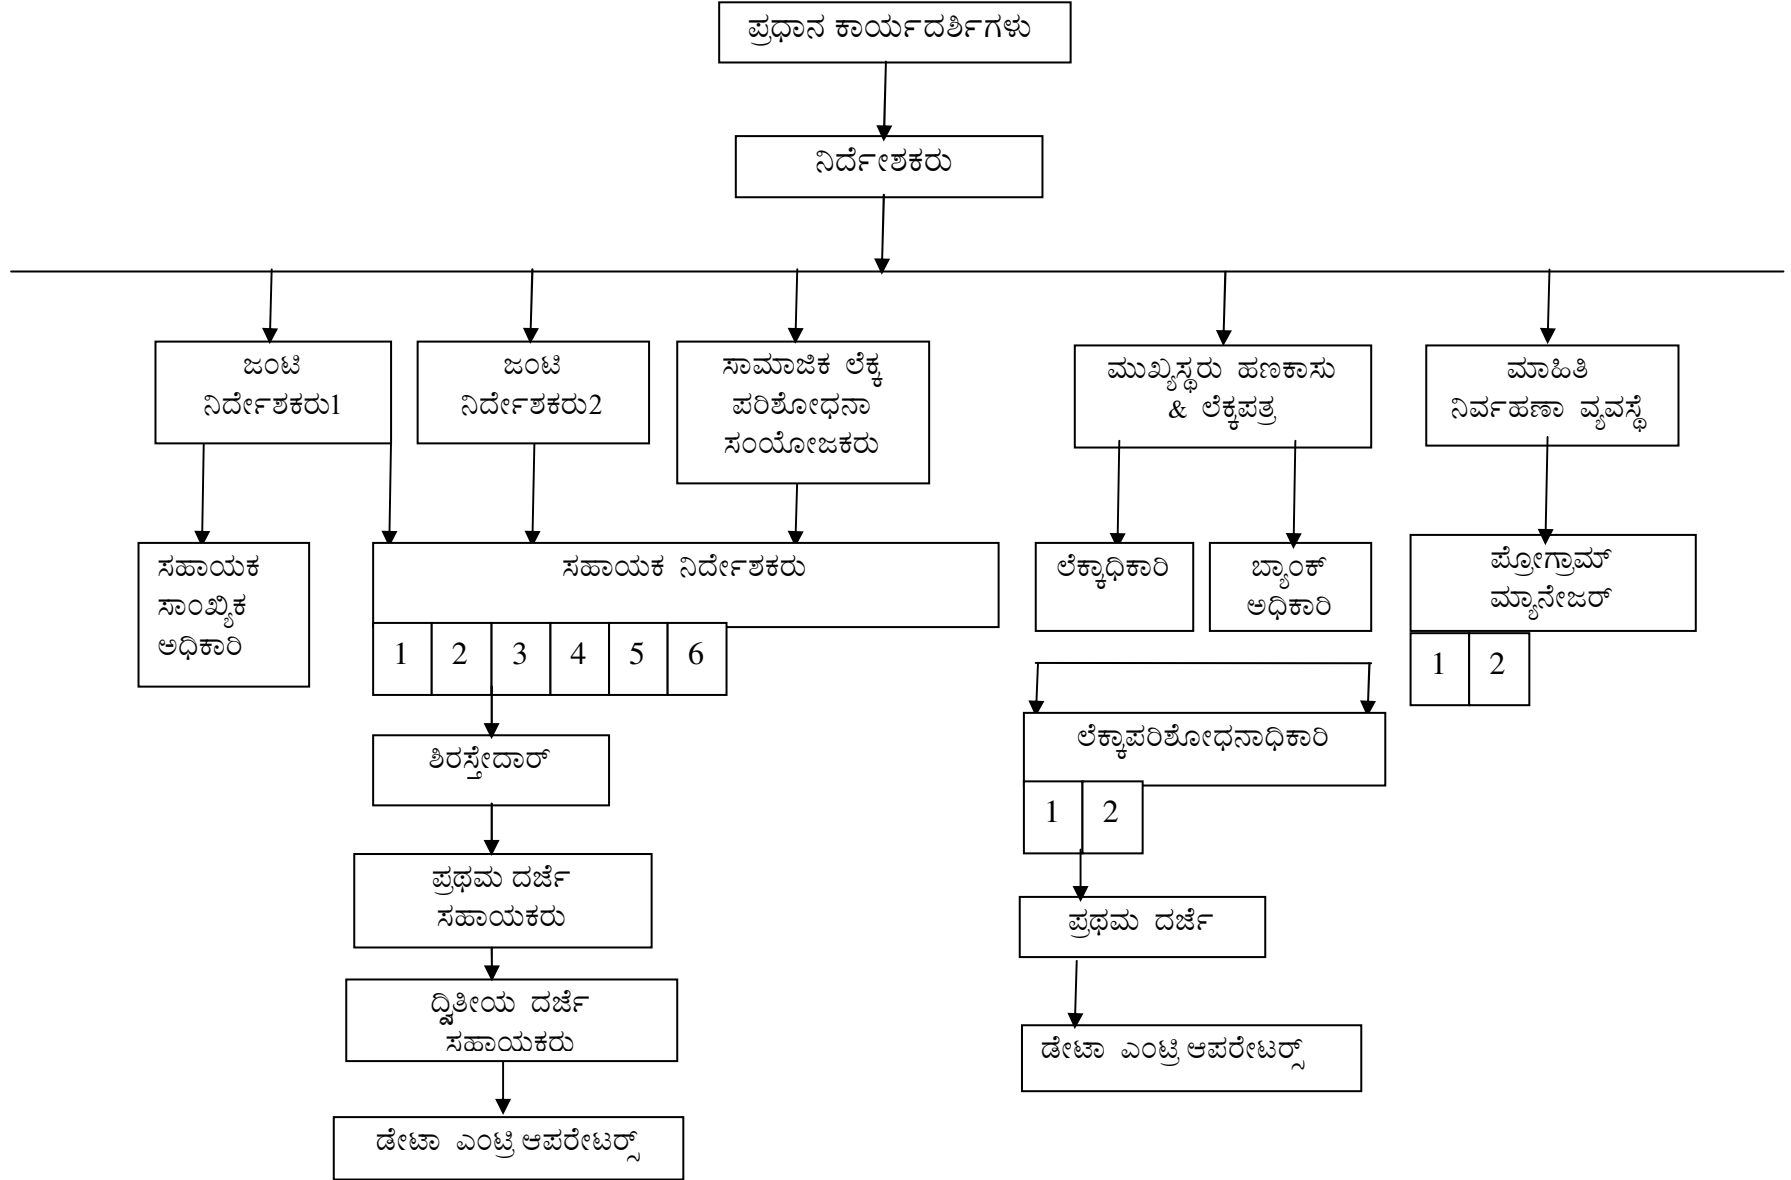 ಪ್ರಧಾನ ಕಾರ್ಯದರ್ಶಿಗಳು
ನಿರ್ದೇಶಕರು
ಜಂಟಿ
ನಿರ್ದೇಶಕರು1
ಜಂಟಿ
ನಿರ್ದೇಶಕರು2
ಸಾಮಾಜಿಕ ಲೆಕ್ಕ
ಪರಿಶೋಧನಾ
ಸಂಯೋಜಕರು
ಮುಖ್ಯಸ್ಥರು ಹಣಕಾಸು
& ಲೆಕ್ಕಪತ್ರ
ಮಾಹಿತಿ
ನಿರ್ವಹಣಾ ವ್ಯವಸ್ಥೆ
ಸಹಾಯಕ
ಸಾಂಖ್ಯಿಕ
ಅಧಿಕಾರಿ
ಸಹಾಯಕ ನಿರ್ದೇಶಕರು
1 2 3 4 5 6
ಲೆಕ್ಕಾಧಿಕಾರಿ
ಬ್ಯಾಂಕ್
ಅಧಿಕಾರಿ
ಪ್ರೋಗ್ರಾಮ್
ಮ್ಯಾನೇಜರ್
1 2
ಶಿರಸ್ತೇದಾರ್
ಲೆಕ್ಕಾಪರಿಶೋಧನಾಧಿಕಾರಿ
1 2
ಪ್ರಥಮ ದರ್ಜೆ
ಸಹಾಯಕರು
ಪ್ರಥಮ ದರ್ಜೆ
ದ್ವಿತೀಯ ದರ್ಜೆ
ಸಹಾಯಕರು
ಡೇಟಾ ಎಂಟ್ರಿ ಆಪರೇಟರ್ಸ್
ಡೇಟಾ ಎಂಟ್ರಿ ಆಪರೇಟರ್ಸ್